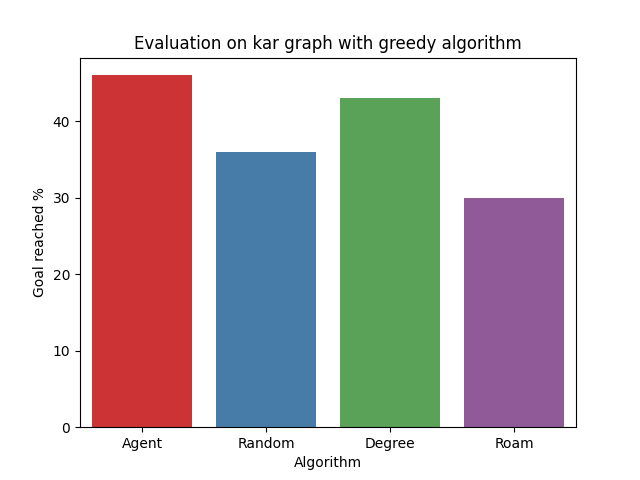 Evaluation on kar graph with greedy algorithm
Goal reached %
40
30
20
10
0
Agent Random Degree Roam
Algorithm